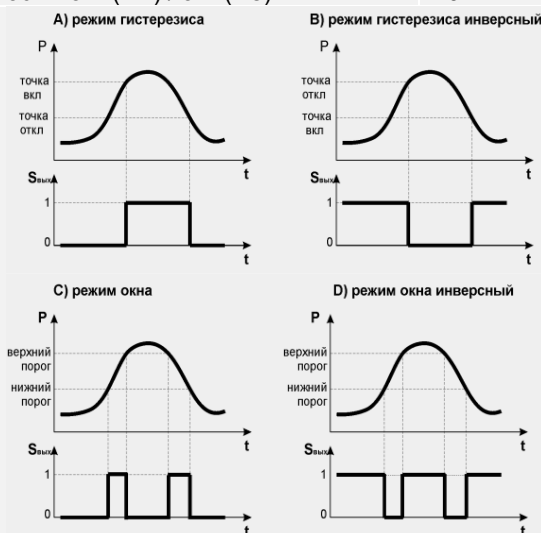 А) режим гистерезиса
P
точка
вкл
точка
откл
t
Sвых
1
0
t
B) режим гистерезиса инверсный
P
точка
откл
точка
вкл
t
Sвых
1
0
t
C) режим окна
P
верхний
порог
нижний
порог
t
Sвых
1
0
t
D) режим окна инверсный
P
верхний
порог
нижний
порог
t
Sвых
1
0
t